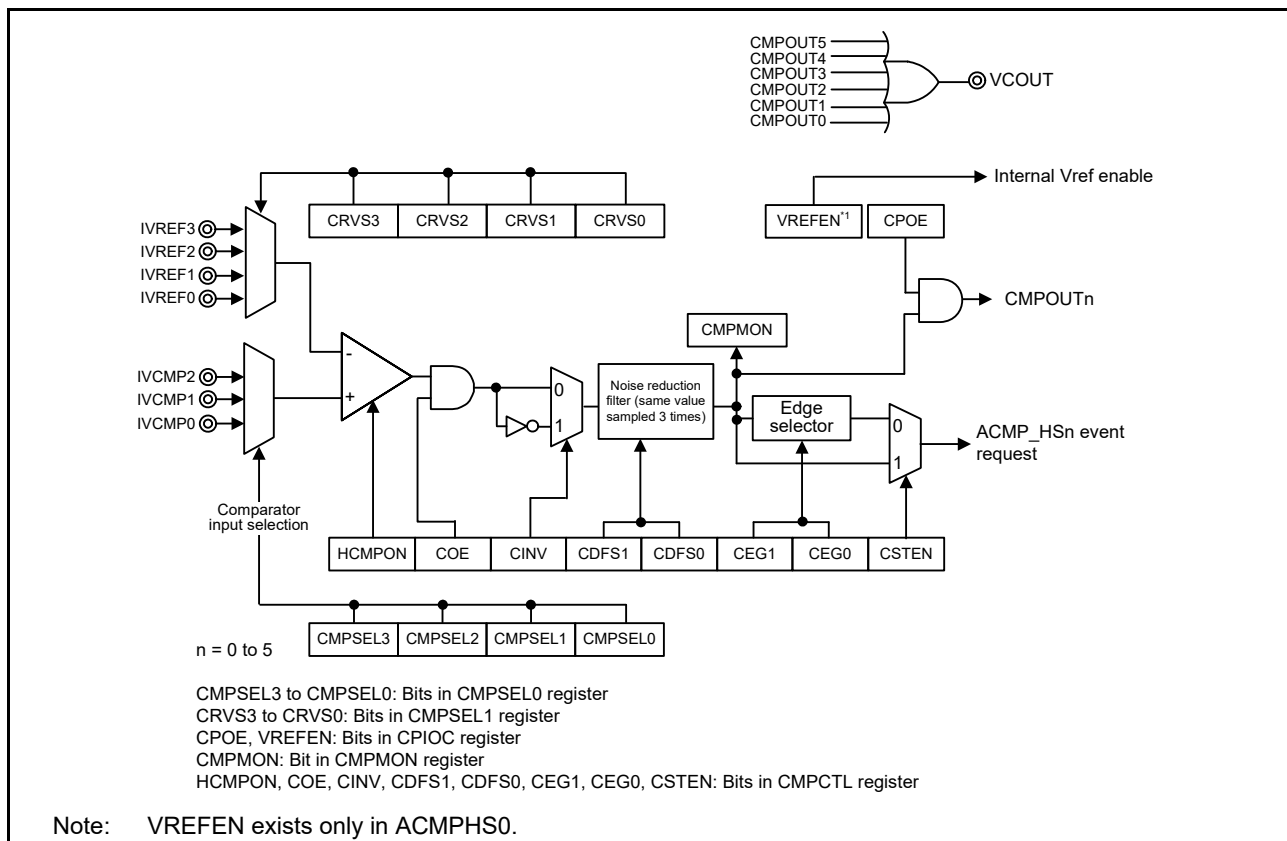 CMPOUT5
CMPOUT4
CMPOUT3
CMPOUT2
CMPOUT1
CMPOUT0
VCOUT
Internal Vref enable
CRVS3 CRVS2 CRVS1 CRVS0
VREFEN*1 CPOE
IVREF3
IVREF2
IVREF1
IVREF0
CMPOUTn
CMPMON
IVCMP2
IVCMP1
IVCMP0
-
+
0
1
Noise reduction
filter (same value
sampled 3 times)
Edge
selector
0
1
ACMP_HSn event
request
Comparator
input selection
HCMPON COE CINV CDFS1 CDFS0 CEG1 CEG0 CSTEN
CMPSEL3 CMPSEL2 CMPSEL1 CMPSEL0
n = 0 to 5
CMPSEL3 to CMPSEL0: Bits in CMPSEL0 register
CRVS3 to CRVS0: Bits in CMPSEL1 register
CPOE, VREFEN: Bits in CPIOC register
CMPMON: Bit in CMPMON register
HCMPON, COE, CINV, CDFS1, CDFS0, CEG1, CEG0, CSTEN: Bits in CMPCTL register
Note: VREFEN exists only in ACMPHS0.